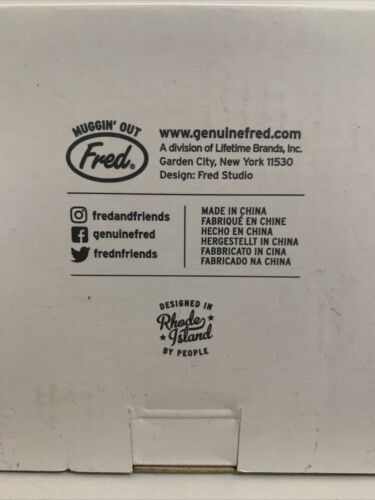 MUGGIN' OUT
Fred.
www.genuinefred.com
A division of Lifetime Brands, Inc.
Garden City, New York 11530
Design: Fred Studio
fredandfriends
genuinefred
frednfriends
MADE IN CHINA
FABRIQUÉ EN CHINE
HECHO EN CHINA
HERGESTELLT IN CHINA
FABBRICATO IN CINA
FABRICADO NA CHINA
DESIGNED IN
Rhode
Island
BY PEOPLE